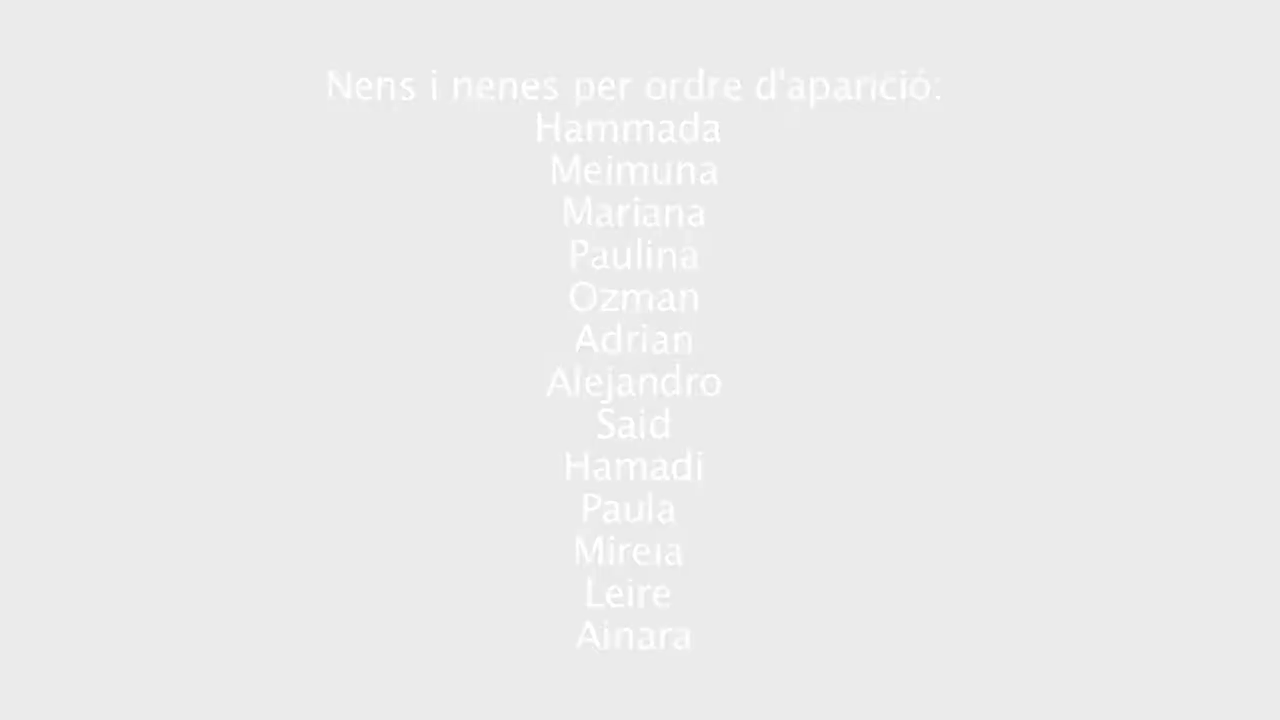 Nens i nenes per ordre d'aparició:
Hammada
Meimuna
Mariana
Paulina
Ozman
Adrian
Alejandro
Said
Hamadi
Paula
Mireia
Leire
Ainara